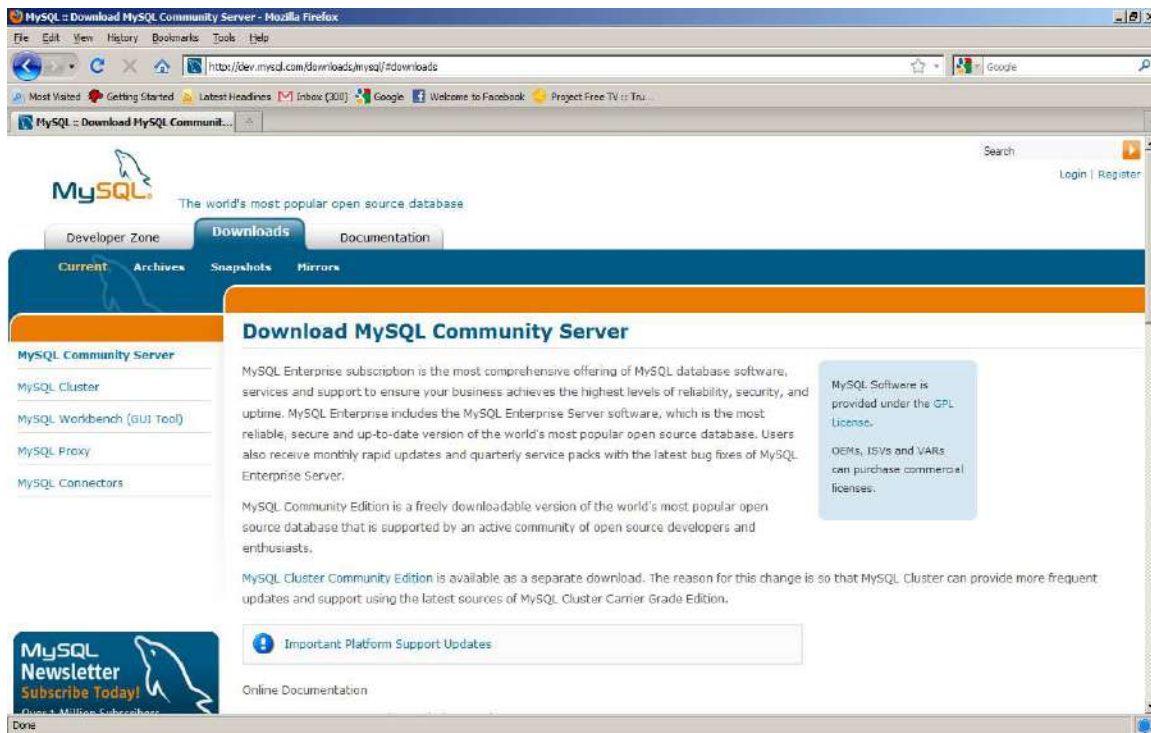 MySQL :: Download MySQL Community Server - Mozilla Firefox
File Edit View History Bookmarks Tools Help
http://dev.mysql.com/downloads/mysql/#downloads
Google
Most Visited Getting Started Latest Headlines Inbox (300) Google Welcome to Facebook Project Free TV :: Tru...
MySQL :: Download MySQL Communit...
Search
Login | Register
MySQL
The world's most popular open source database
Developer Zone Downloads Documentation
Current Archives Snapshots Mirrors
Download MySQL Community Server
MySQL Community Server
MySQL Cluster
MySQL Workbench (GUI Tool)
MySQL Proxy
MySQL Connectors
MySQL Enterprise subscription is the most comprehensive offering of MySQL database software,
services and support to ensure your business achieves the highest levels of reliability, security, and
uptime. MySQL Enterprise includes the MySQL Enterprise Server software, which is the most
reliable, secure and up-to-date version of the world's most popular open source database. Users
also receive monthly rapid updates and quarterly service packs with the latest bug fixes of MySQL
Enterprise Server.
MySQL Community Edition is a freely downloadable version of the world's most popular open
source database that is supported by an active community of open source developers and
enthusiasts.
MySQL Cluster Community Edition is available as a separate download. The reason for this change is so that MySQL Cluster can provide more frequent
updates and support using the latest sources of MySQL Cluster Carrier Grade Edition.
MySQL Software is
provided under the GPL
License.
OEMs, ISVs and VARs
can purchase commercial
licenses.
Important Platform Support Updates
Online Documentation
MySQL
Newsletter
Subscribe Today!
Over 1 Million Subscribers
Done